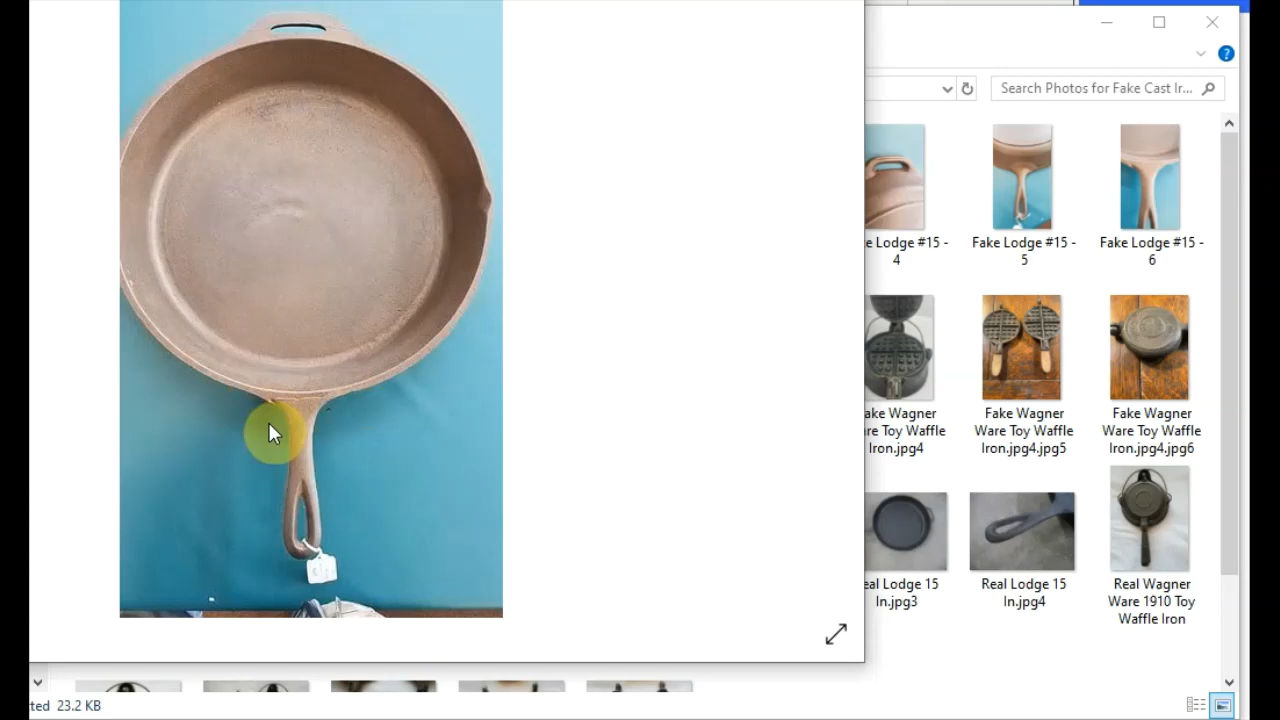 Search Photos for Fake Cast Ir...
e Lodge #15 -
4
Fake Lodge #15 -
5
Fake Lodge #15 -
6
ake Wagner
re Toy Waffle
Iron.jpg4
Fake Wagner
Ware Toy Waffle
Iron.jpg4.jpg5
Fake Wagner
Ware Toy Waffle
Iron.jpg4.jpg6
eal Lodge 15
In.jpg3
Real Lodge 15
In.jpg4
Real Wagner
Ware 1910 Toy
Waffle Iron
ted 23.2 KB